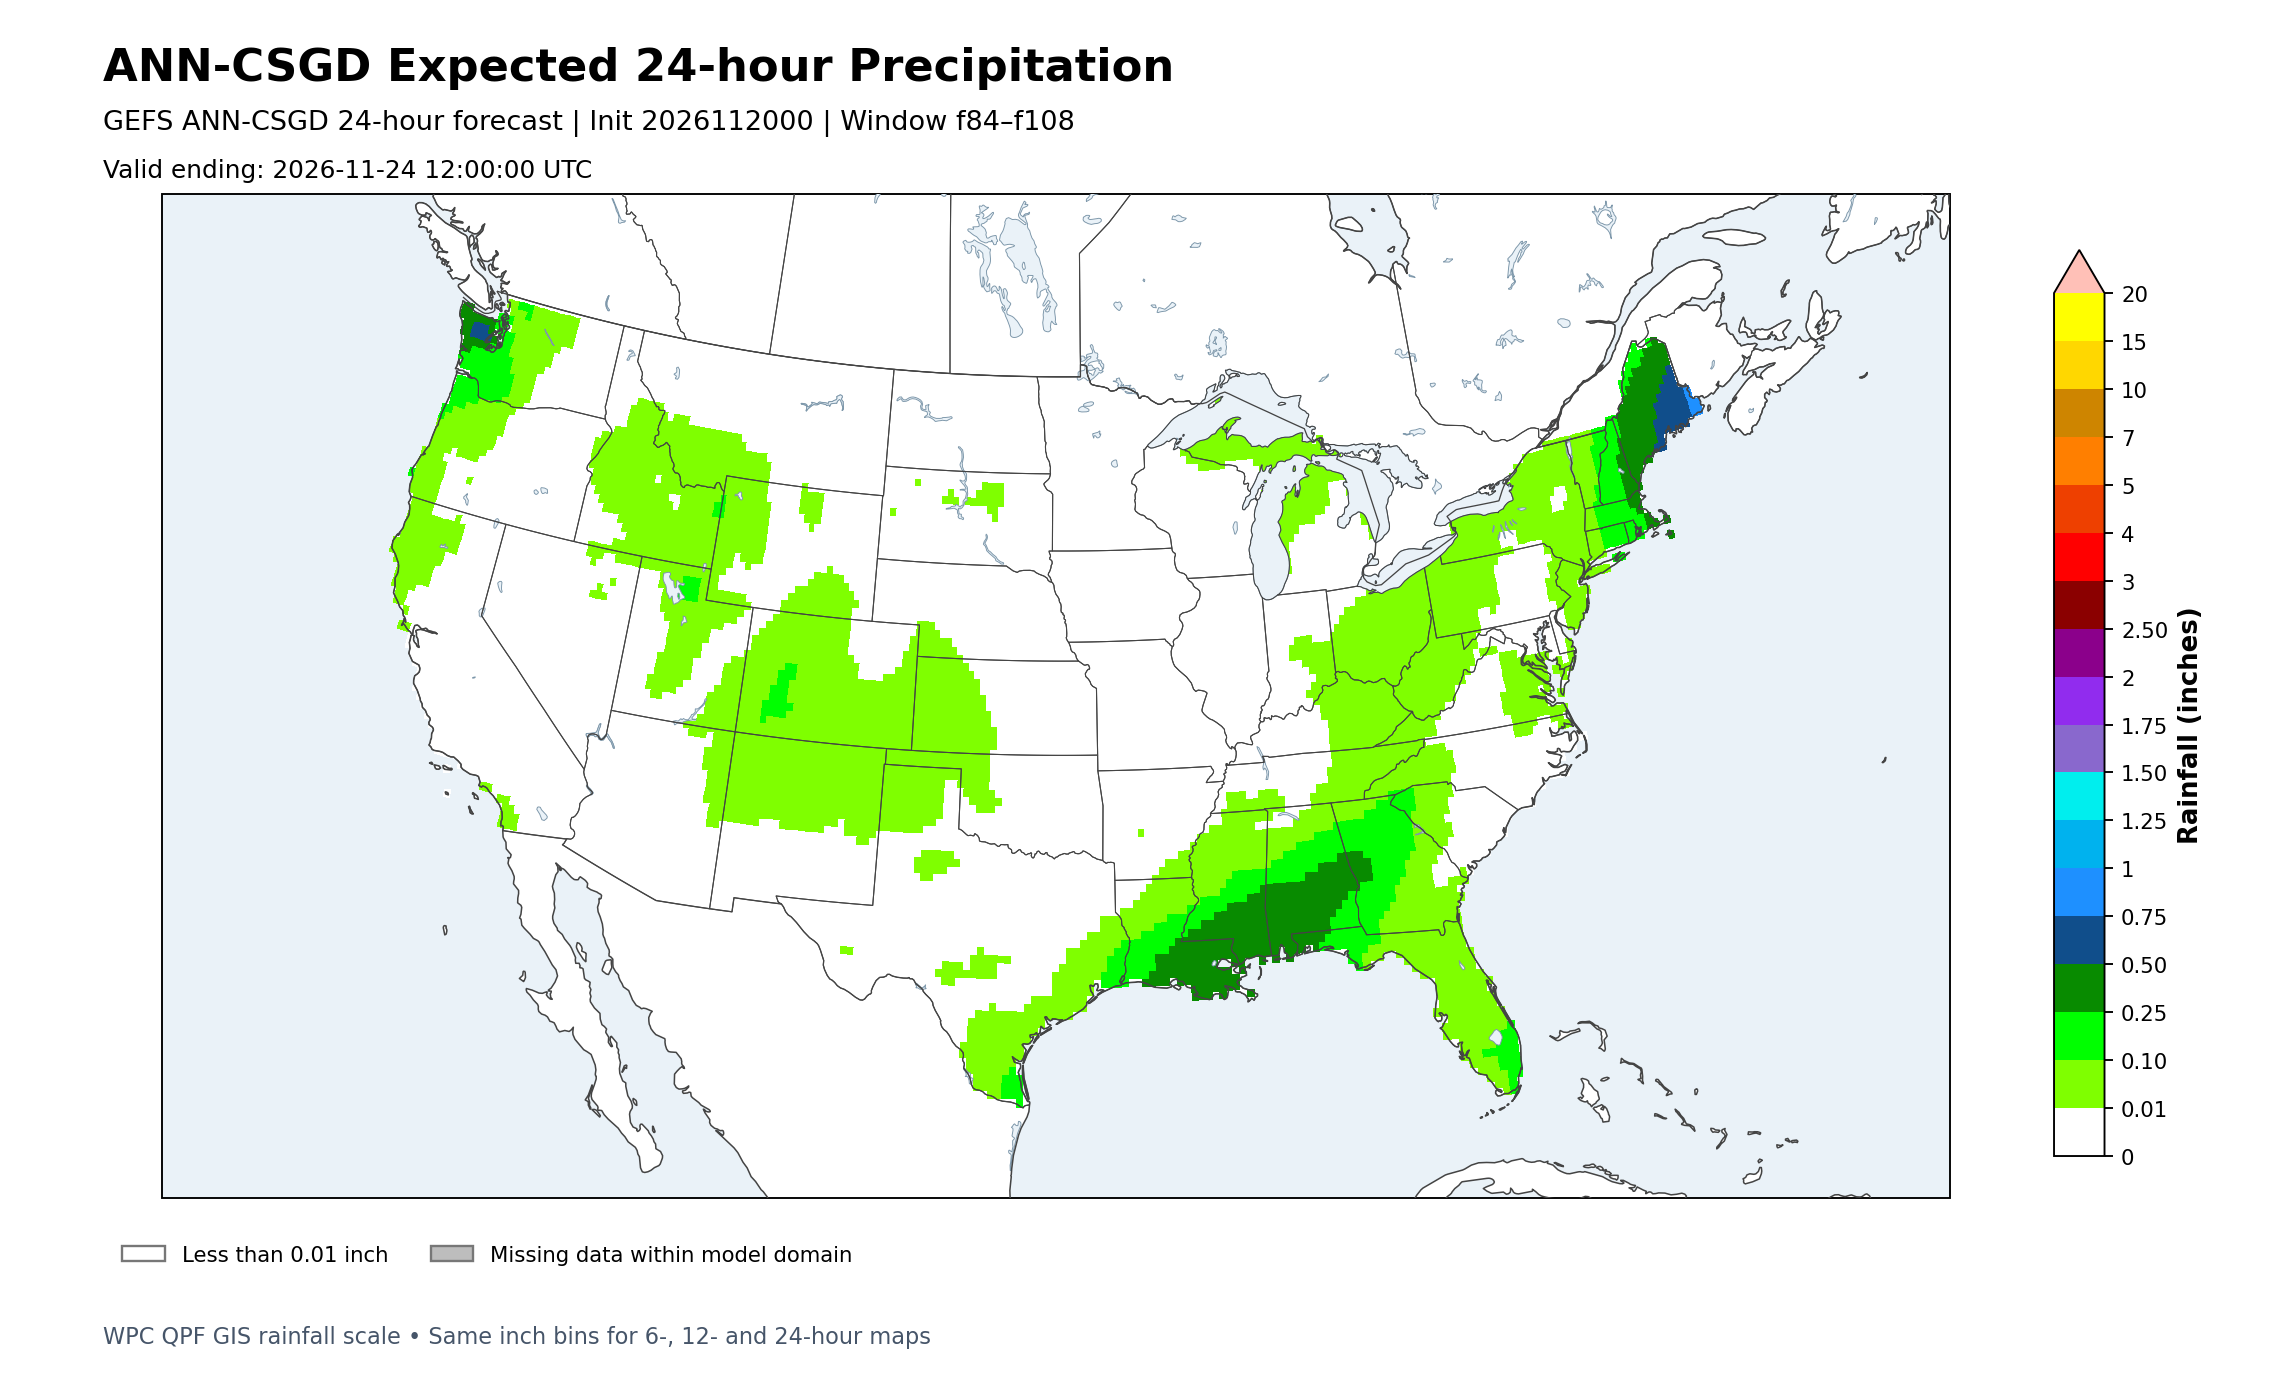 ANN-CSGD Expected 24-hour Precipitation
GEFS ANN-CSGD 24-hour forecast | Init 2026112000 | Window f84–f108
Valid ending: 2026-11-24 12:00:00 UTC
20
15
10
7
5
4
3
2.50
2
1.75
1.50
1.25
1
0.75
0.50
0.25
0.10
0.01
0
Rainfall (inches)
Less than 0.01 inch
Missing data within model domain
WPC QPF GIS rainfall scale • Same inch bins for 6-, 12- and 24-hour maps